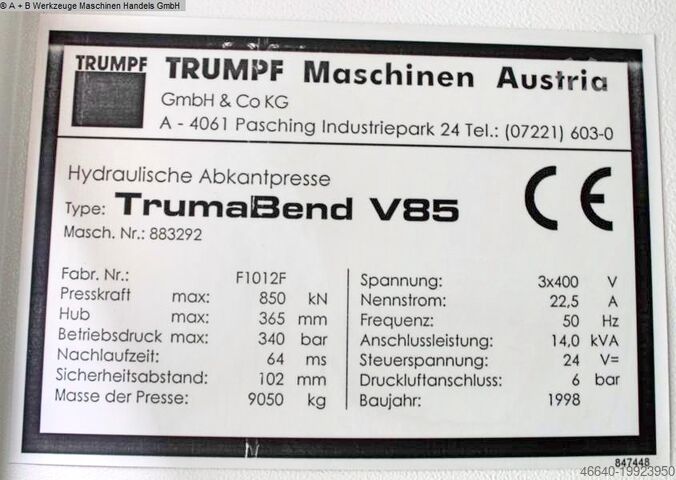 © A + B Werkzeuge Maschinen Handels GmbH
TRUMPF TRUMPF Maschinen Austria
GmbH & Co KG
A - 4061 Pasching Industriepark 24 Tel.: (07221) 603-0
Hydraulische Abkantpresse
Type: TrumaBend V85
Masch. Nr.: 883292
CE
Fabr. Nr.: F1012F
Presskraft max: 850 kN
Hub max: 365 mm
Betriebsdruck max: 340 bar
Nachlaufzeit: 64 ms
Sicherheitsabstand: 102 mm
Masse der Presse: 9050 kg
Spannung: 3x400 V
Nennstrom: 22,5 A
Frequenz: 50 Hz
Anschlussleistung: 14,0 kVA
Steuerspannung: 24 V=
Druckluftanschluss: 6 bar
Baujahr: 1998
847448
46640-19923950